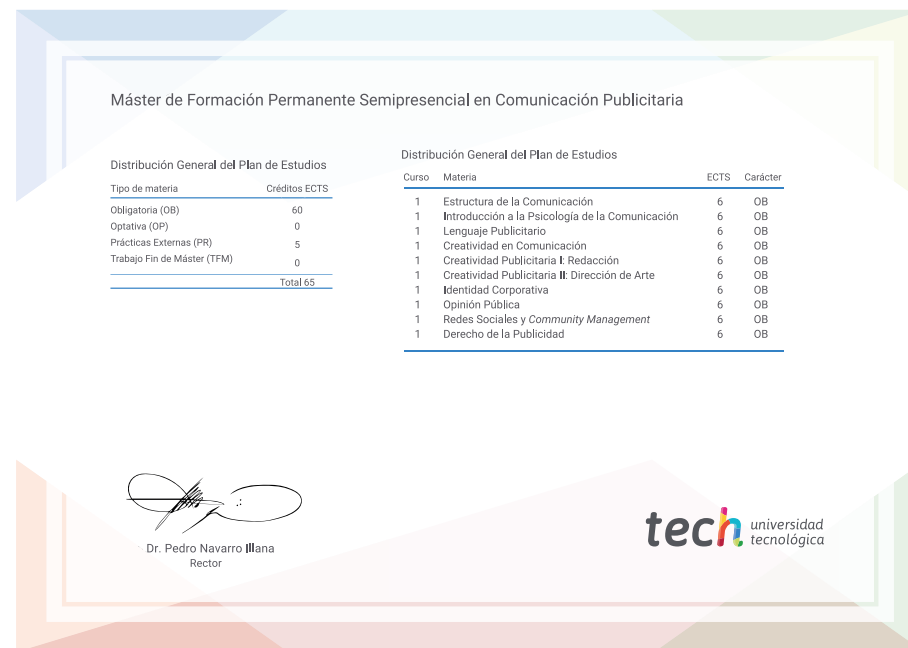 Máster de Formación Permanente Semipresencial en Comunicación Publicitaria
Distribución General del Plan de Estudios
Tipo de materia Créditos ECTS
Obligatoria (OB) 60
Optativa (OP) 0
Prácticas Externas (PR) 5
Trabajo Fin de Máster (TFM) 0
Total 65
Distribución General del Plan de Estudios
Curso Materia ECTS Carácter
1 Estructura de la Comunicación 6 OB
1 Introducción a la Psicología de la Comunicación 6 OB
1 Lenguaje Publicitario 6 OB
1 Creatividad en Comunicación 6 OB
1 Creatividad Publicitaria I: Redacción 6 OB
1 Creatividad Publicitaria II: Dirección de Arte 6 OB
1 Identidad Corporativa 6 OB
1 Opinión Pública 6 OB
1 Redes Sociales y Community Management 6 OB
1 Derecho de la Publicidad 6 OB
Dr. Pedro Navarro Illana
Rector
tech universidad
tecnológica